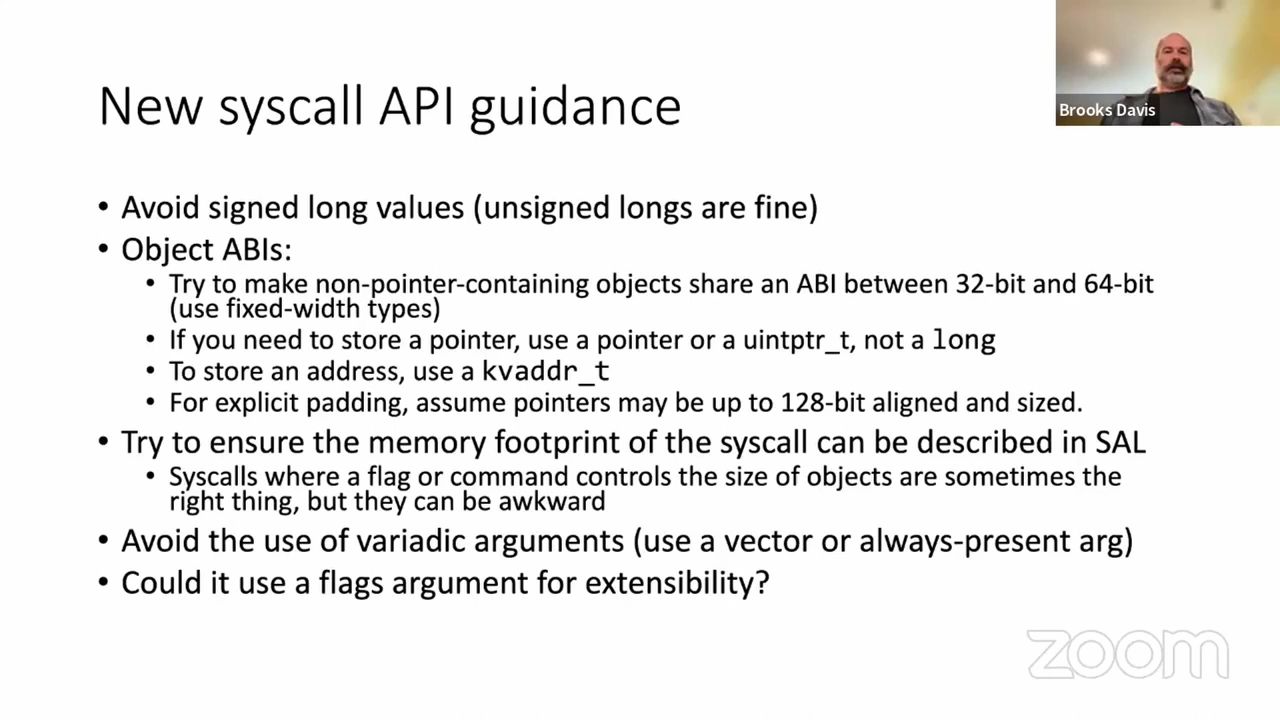 New syscall API guidance
Brooks Davis
• Avoid signed long values (unsigned longs are fine)
• Object ABIs:
• Try to make non-pointer-containing objects share an ABI between 32-bit and 64-bit
(use fixed-width types)
• If you need to store a pointer, use a pointer or a uintptr_t, not a long
• To store an address, use a kvaddr_t
• For explicit padding, assume pointers may be up to 128-bit aligned and sized.
• Try to ensure the memory footprint of the syscall can be described in SAL
• Syscalls where a flag or command controls the size of objects are sometimes the
right thing, but they can be awkward
• Avoid the use of variadic arguments (use a vector or always-present arg)
• Could it use a flags argument for extensibility?
zoom